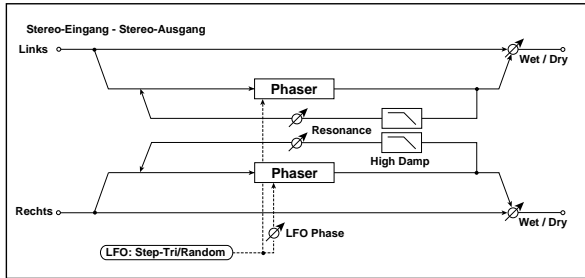 Stereo-Eingang - Stereo-Ausgang
Links
Wet / Dry
Phaser
Resonance
High Damp
Phaser
Rechts
Wet / Dry
LFO Phase
LFO: Step-Tri/Random